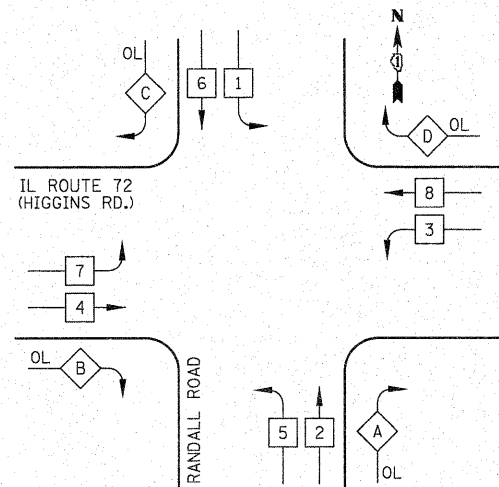 N
1
OL
C
6
1
D
OL
IL ROUTE 72
(HIGGINS RD.)
8
3
7
4
OL
B
RANDALL ROAD
5
2
A
OL